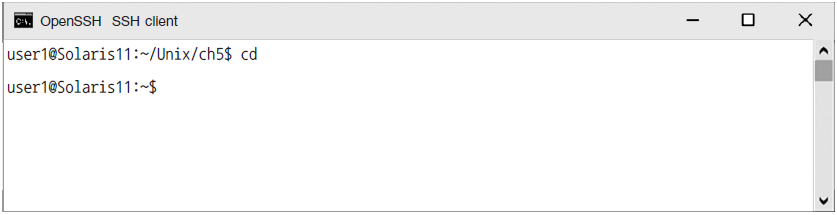 OpenSSH SSH client
user1@Solaris11:~/Unix/ch5$ cd
user1@Solaris11:~$